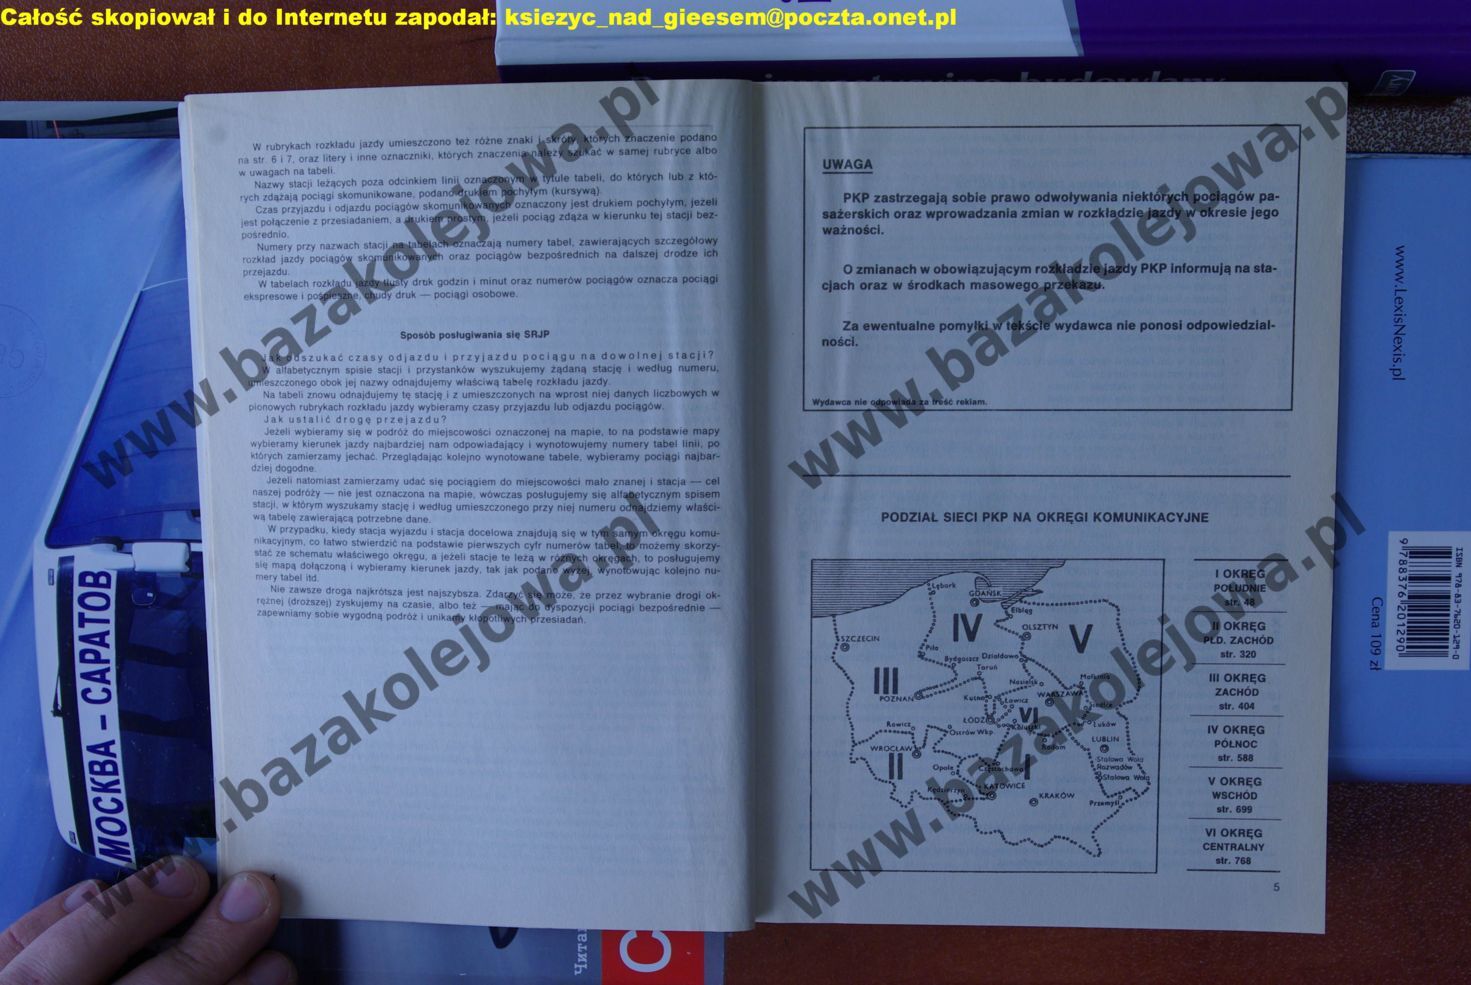 Całość skopiował i do Internetu zapodał: ksiezyc_nad_gieesem@poczta.onet.pl
W rubrykach rozkładu jazdy umieszczono też różne znaki i skróty, których znaczenie podano
na str. 6 i 7, oraz litery i inne oznaczniki, których znaczenia należy szukać w samej rubryce albo
w uwagach na tabeli.
Nazwy stacji leżących poza odcinkiem linii oznaczonym w tytule tabeli, do których lub z któ-
rych zdążają pociągi skomunikowane, podano drukiem pochyłym (kursywą).
Czas przyjazdu i odjazdu pociągów skomunikowanych oznaczony jest drukiem pochyłym, jeżeli
jest połączenie z przesiadaniem, a drukiem prostym, jeżeli pociąg zdąża w kierunku tej stacji bez-
pośrednio.
Numery przy nazwach stacji na tabelach oznaczają numery tabel, zawierających szczegółowy
rozkład jazdy pociągów skomunikowanych oraz pociągów bezpośrednich na dalszej drodze ich
przejazdu.
W tabelach rozkładu jazdy tłusty druk godzin i minut oraz numerów pociągów oznacza pociągi
ekspresowe i pośpieszne, chudy druk — pociągi osobowe.
Sposób posługiwania się SRJP
Jak odszukać czasy odjazdu i przyjazdu pociągu na dowolnej stacji?
W alfabetycznym spisie stacji i przystanków wyszukujemy żądaną stację i według numeru,
umieszczonego obok jej nazwy odnajdujemy właściwą tabelę rozkładu jazdy.
Na tabeli znowu odnajdujemy tę stację i z umieszczonych na wprost niej danych liczbowych w
pionowych rubrykach rozkładu jazdy wybieramy czasy przyjazdu lub odjazdu pociągów.
Jak ustalić drogę przejazdu?
Jeżeli wybieramy się w podróż do miejscowości oznaczonej na mapie, to na podstawie mapy
wybieramy kierunek jazdy najbardziej nam odpowiadający i wynotowujemy numery tabel linii, po
których zamierzamy jechać. Przeglądając kolejno wynotowane tabele, wybieramy pociągi najbar-
dziej dogodne.
Jeżeli natomiast zamierzamy udać się pociągiem do miejscowości mało znanej i stacja — cel
naszej podróży — nie jest oznaczona na mapie, wówczas posługujemy się alfabetycznym spisem
stacji, w którym wyszukamy stację i według umieszczonego przy niej numeru odnajdziemy właści-
wą tabelę zawierającą potrzebne dane.
W przypadku, kiedy stacja wyjazdu i stacja docelowa znajdują się w tym samym okręgu komu-
nikacyjnym, co łatwo stwierdzić na podstawie pierwszych cyfr numerów tabel, to możemy skorzy-
stać ze schematu właściwego okręgu, a jeżeli stacje te leżą w różnych okręgach, to posługujemy
się mapą dołączoną i wybieramy kierunek jazdy, tak jak podano wyżej, wynotowując kolejno nu-
mery tabel itd.
Nie zawsze droga najkrótsza jest najszybsza. Zdarzyć się może, że przez wybranie drogi ok-
rężnej (droższej) zyskujemy na czasie, albo też — mając do dyspozycji pociągi bezpośrednie —
zapewniamy sobie wygodną podróż i unikamy kłopotliwych przesiadań.
4
UWAGA
PKP zastrzegają sobie prawo odwoływania niektórych pociągów pa-
sażerskich oraz wprowadzania zmian w rozkładzie jazdy w okresie jego
ważności.
O zmianach w obowiązującym rozkładzie jazdy PKP informują na sta-
cjach oraz w środkach masowego przekazu.
Za ewentualne pomyłki w tekście wydawca nie ponosi odpowiedzial-
ności.
Wydawca nie odpowiada za treść reklam.
PODZIAŁ SIECI PKP NA OKRĘGI KOMUNIKACYJNE
Lębork
GDAŃSK
Elbląg
SZCZECIN
IV
OLSZTYN
V
Piła
Bydgoszcz
Działdowo
Toruń
III
Nasielsk
Małkinia
POZNAŃ
Kutno
Łowicz
WARSZAWA
Siedlce
VI
ŁÓDŹ
Koluszki
Łuków
Rawicz
Ostrów Wkp.
Radom
LUBLIN
WROCŁAW
II
Opole
Częstochowa
I
Stalowa Wola
Rozwadów
Stalowa Wola
Kędzierzyn
KATOWICE
KRAKÓW
Przemyśl
I OKRĘG
POŁUDNIE
str. 48
II OKRĘG
PŁD. ZACHÓD
str. 320
III OKRĘG
ZACHÓD
str. 404
IV OKRĘG
PÓŁNOC
str. 588
V OKRĘG
WSCHÓD
str. 699
VI OKRĘG
CENTRALNY
str. 768
5
www.bazakolejowa.pl
www.bazakolejowa.pl
www.bazakolejowa.pl
www.bazakolejowa.pl
МОСКВА – САРАТОВ
Чита
www.LexisNexis.pl
ISBN 978-83-7620-129-0
9 788376 201290
Cena 109 zł